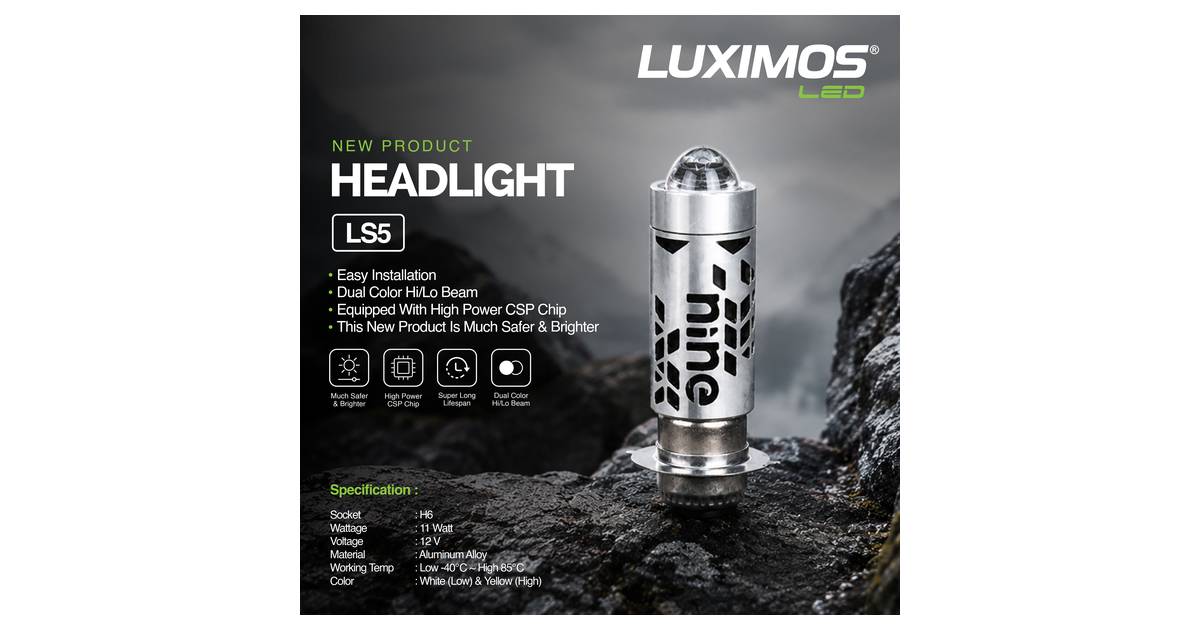 LUXIMOS®
LED
NEW PRODUCT
HEADLIGHT
LS5
• Easy Installation
• Dual Color Hi/Lo Beam
• Equipped With High Power CSP Chip
• This New Product Is Much Safer & Brighter
Much Safer
& Brighter
High Power
CSP Chip
Super Long
Lifespan
Dual Color
Hi/Lo Beam
nine
Specification :
Socket : H6
Wattage : 11 Watt
Voltage : 12 V
Material : Aluminum Alloy
Working Temp : Low -40°C ~ High 85°C
Color : White (Low) & Yellow (High)